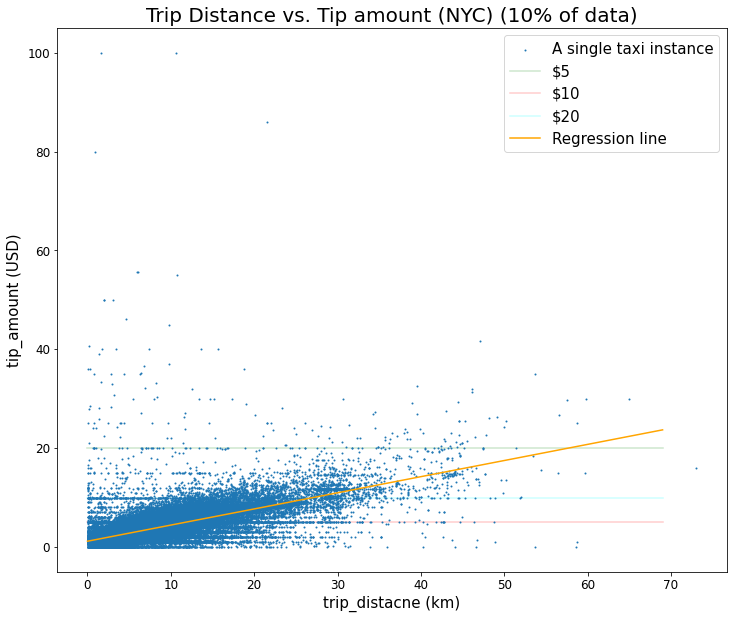 Trip Distance vs. Tip amount (NYC) (10% of data)
A single taxi instance
$5
$10
$20
Regression line
tip_amount (USD)
100
80
60
40
20
0
0 10 20 30 40 50 60 70
trip_distacne (km)